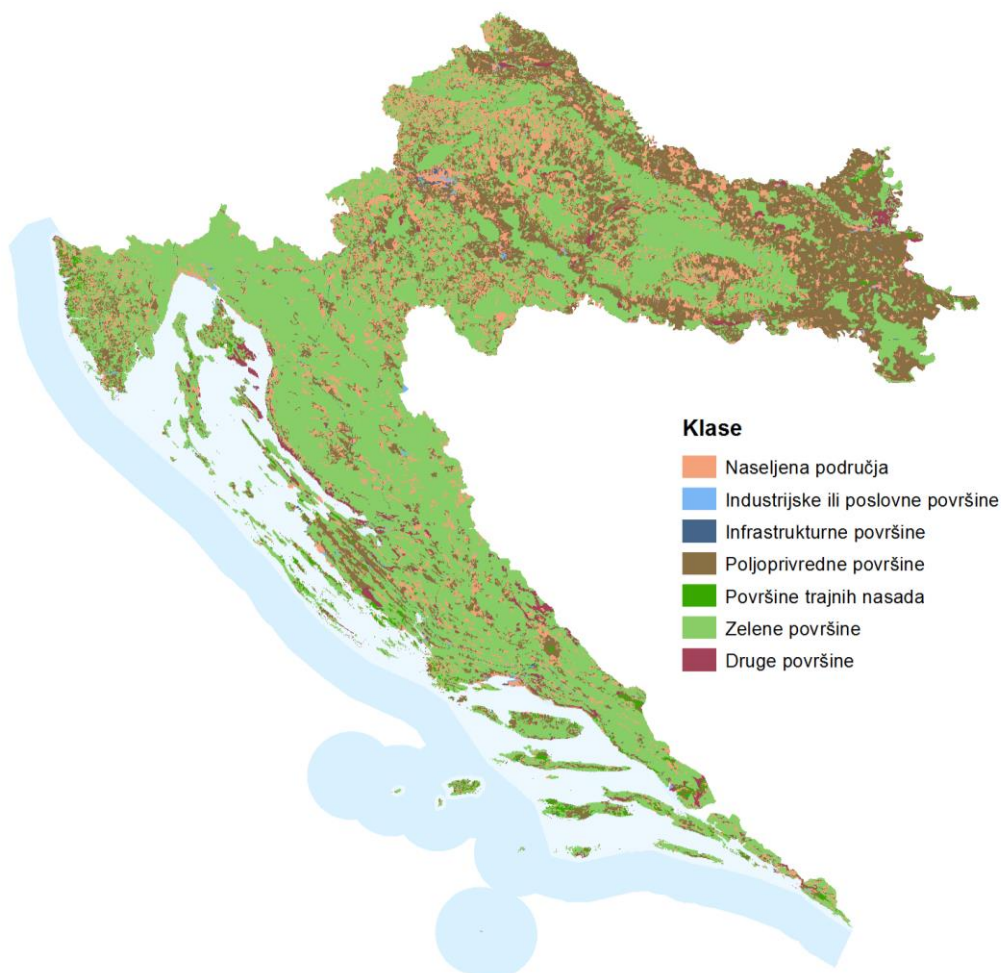 Klase
Naseljena područja
Industrijske ili poslovne površine
Infrastrukturne površine
Poljoprivredne površine
Površine trajnih nasada
Zelene površine
Druge površine